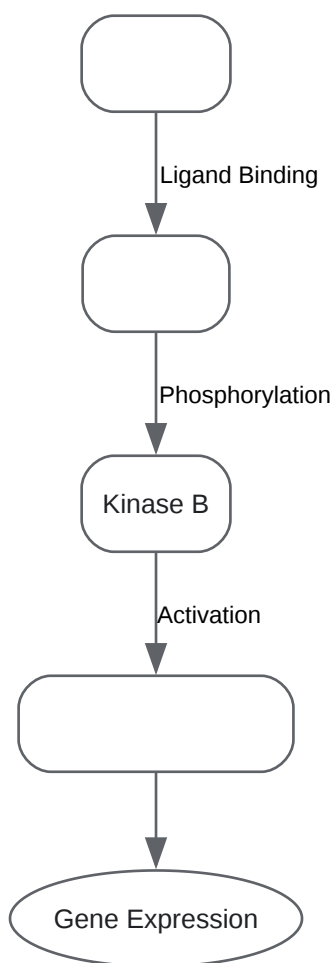 Ligand Binding
Phosphorylation
Kinase B
Activation
Gene Expression